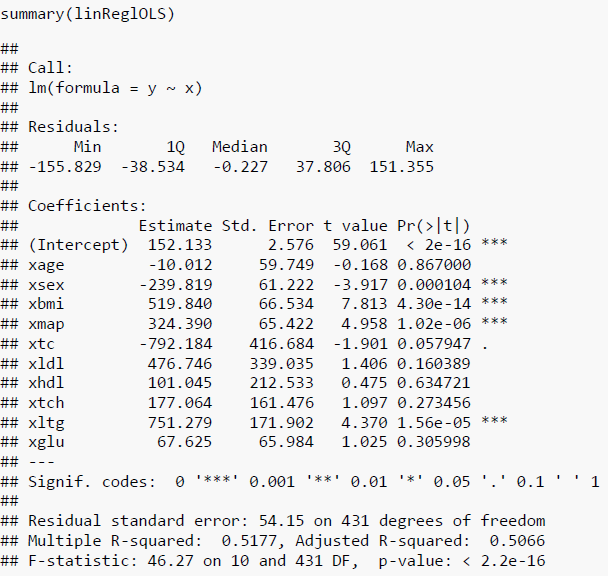 summary(linReglOLS)
##
## Call:
## lm(formula = y ~ x)
##
## Residuals:
##      Min       1Q   Median       3Q      Max
## -155.829  -38.534   -0.227   37.806  151.355
##
## Coefficients:
##             Estimate Std. Error t value Pr(>|t|)
## (Intercept)  152.133      2.576  59.061  < 2e-16 ***
## xage         -10.012     59.749  -0.168 0.867000
## xsex        -239.819     61.222  -3.917 0.000104 ***
## xbmi         519.840     66.534   7.813 4.30e-14 ***
## xmap         324.390     65.422   4.958 1.02e-06 ***
## xtc         -792.184    416.684  -1.901 0.057947 .
## xldl         476.746    339.035   1.406 0.160389
## xhdl         101.045    212.533   0.475 0.634721
## xtch         177.064    161.476   1.097 0.273456
## xltg         751.279    171.902   4.370 1.56e-05 ***
## xglu          67.625     65.984   1.025 0.305998
## ---
## Signif. codes:  0 '***' 0.001 '**' 0.01 '*' 0.05 '.' 0.1 ' ' 1
##
## Residual standard error: 54.15 on 431 degrees of freedom
## Multiple R-squared:  0.5177, Adjusted R-squared:  0.5066
## F-statistic: 46.27 on 10 and 431 DF,  p-value: < 2.2e-16